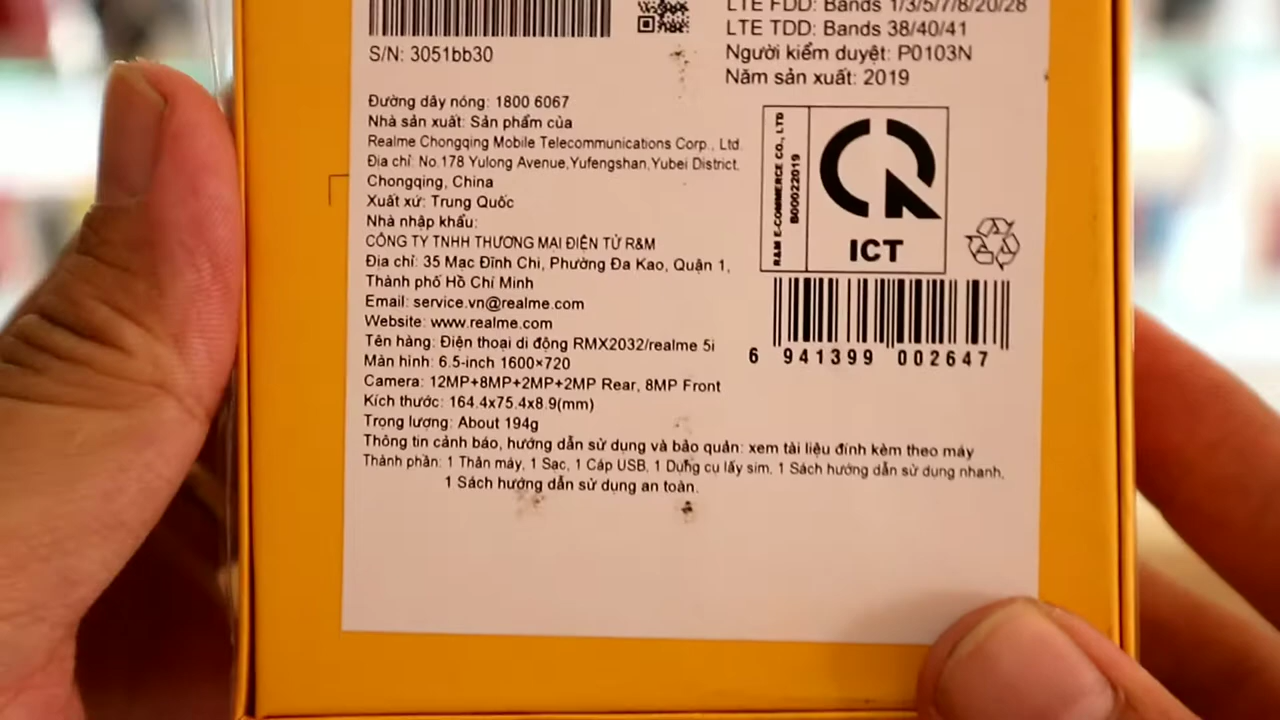 LTE FDD: Bands 1/3/5/7/8/20/28
LTE TDD: Bands 38/40/41
Người kiểm duyệt: P0103N
Năm sản xuất: 2019
S/N: 3051bb30
Đường dây nóng: 1800 6067
Nhà sản xuất: Sản phẩm của
Realme Chongqing Mobile Telecommunications Corp., Ltd.
Địa chỉ: No.178 Yulong Avenue,Yufengshan,Yubei District,
Chongqing, China
Xuất xứ: Trung Quốc
Nhà nhập khẩu:
CÔNG TY TNHH THƯƠNG MẠI ĐIỆN TỬ R&M
Địa chỉ: 35 Mạc Đĩnh Chi, Phường Đa Kao, Quận 1,
Thành phố Hồ Chí Minh
Email: service.vn@realme.com
Website: www.realme.com
Tên hàng: Điện thoại di động RMX2032/realme 5i
Màn hình: 6.5-inch 1600×720
Camera: 12MP+8MP+2MP+2MP Rear, 8MP Front
Kích thước: 164.4x75.4x8.9(mm)
Trọng lượng: About 194g
Thông tin cảnh báo, hướng dẫn sử dụng và bảo quản: xem tài liệu đính kèm theo máy
Thành phần: 1 Thân máy, 1 Sạc, 1 Cáp USB, 1 Dụng cụ lấy sim, 1 Sách hướng dẫn sử dụng nhanh,
1 Sách hướng dẫn sử dụng an toàn.
R&M E-COMMERCE CO., LTD
B00022019
ICT
6 941399 002647